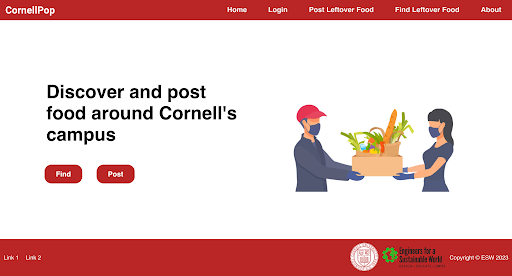 CornellPop
Home Login Post Leftover Food Find Leftover Food About
Discover and post
food around Cornell's
campus
Find Post
Link 1 Link 2
Engineers for a
Sustainable World
Copyright © ESW 2023